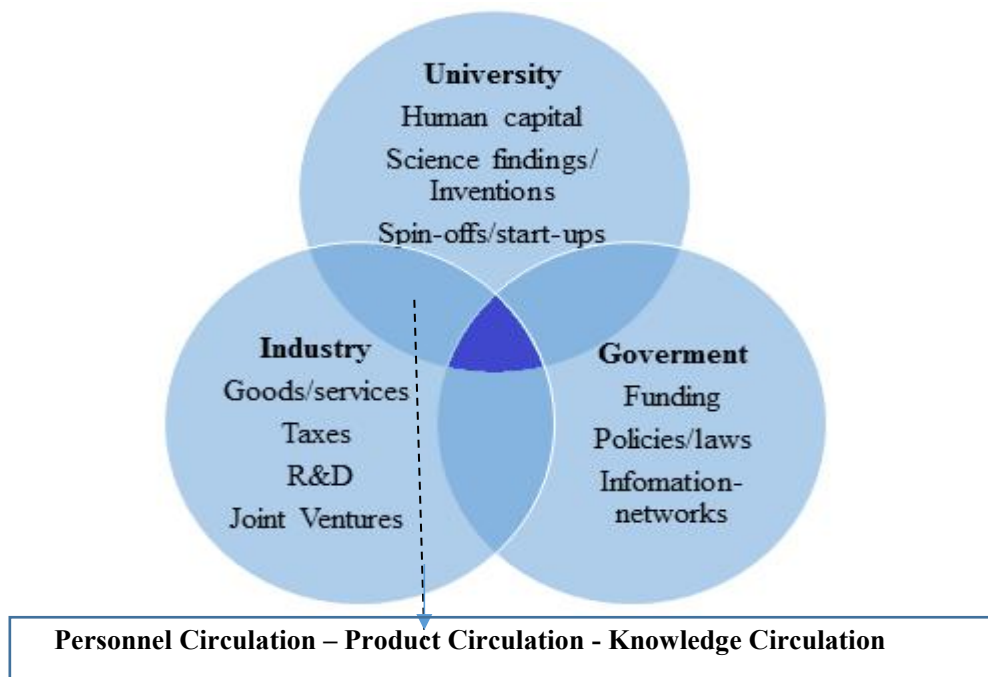 University
Human capital
Science findings/
Inventions
Spin-offs/start-ups
Industry
Goods/services
Taxes
R&D
Joint Ventures
Goverment
Funding
Policies/laws
Infomation-
networks
Personnel Circulation – Product Circulation - Knowledge Circulation